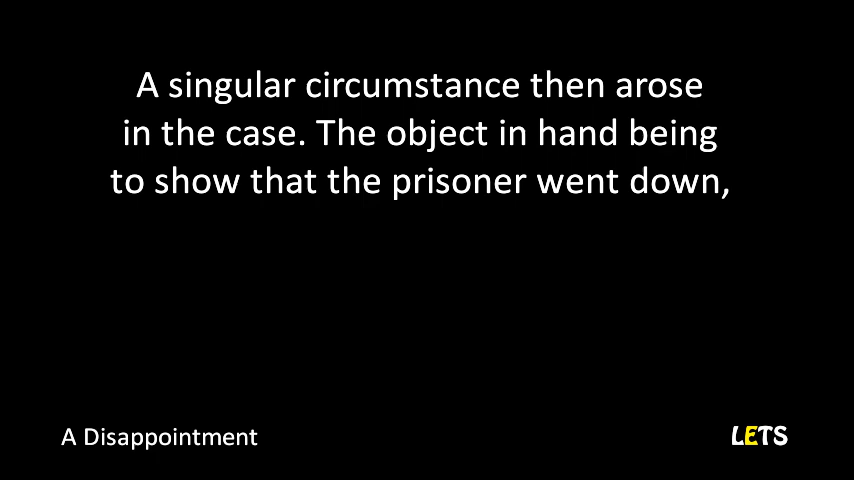 A singular circumstance then arose
in the case. The object in hand being
to show that the prisoner went down,
A Disappointment
LETS